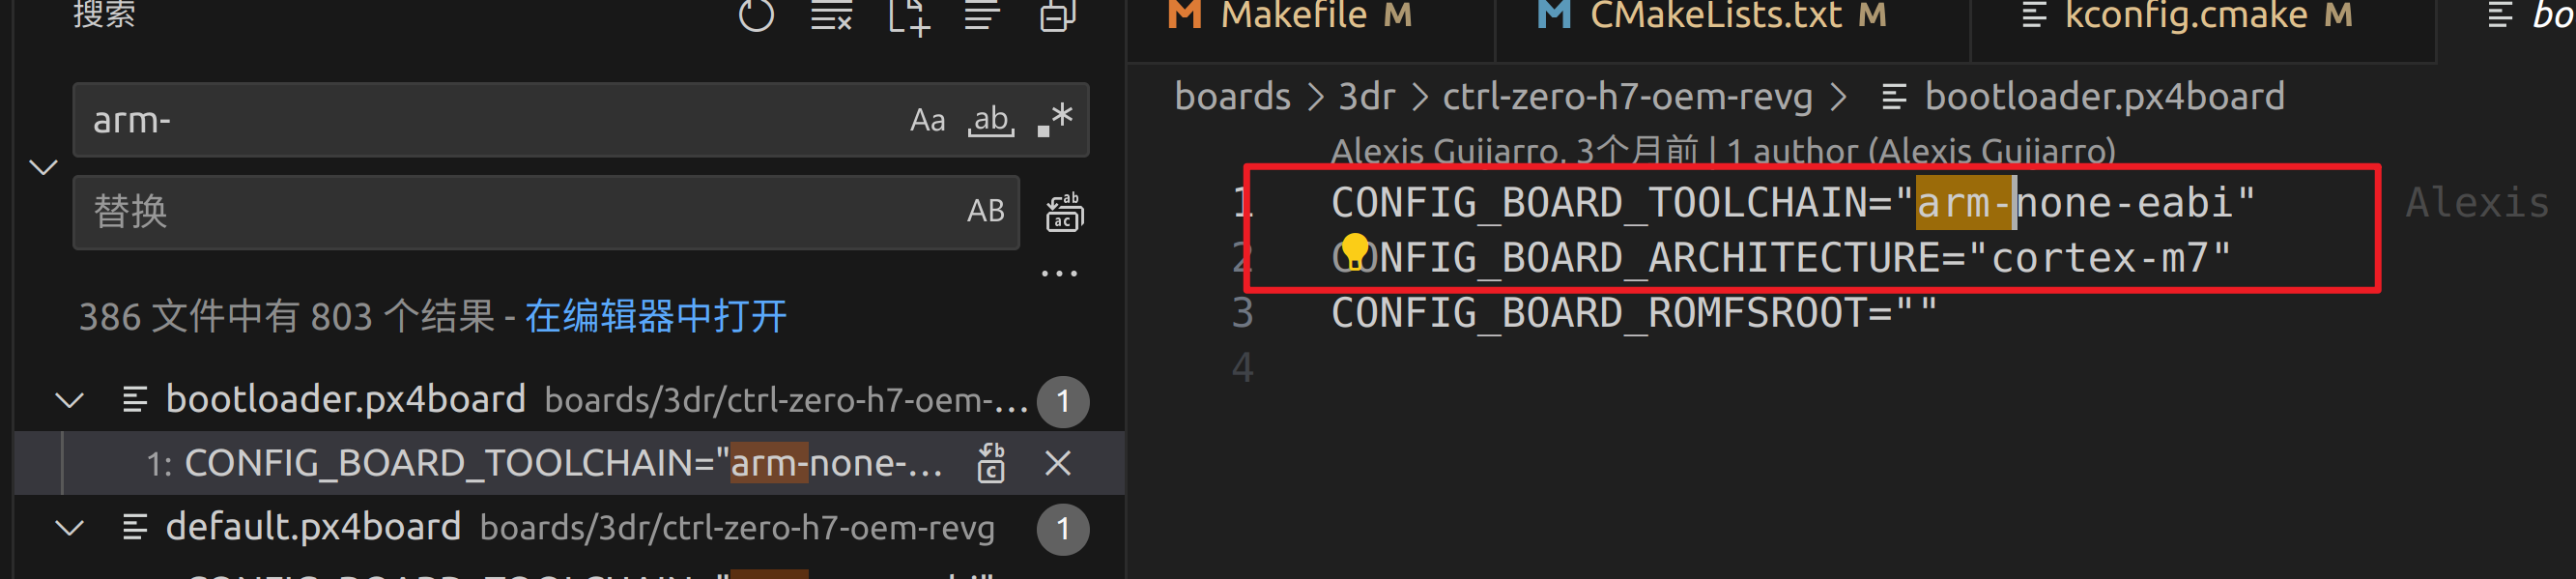 搜索
Makefile M
CMakeLists.txt M
kconfig.cmake M
bo
arm-
Aa ab .*
替换
AB
386 文件中有 803 个结果 - 在编辑器中打开
bootloader.px4board boards/3dr/ctrl-zero-h7-oem-... 1
1: CONFIG_BOARD_TOOLCHAIN="arm-none-...
default.px4board boards/3dr/ctrl-zero-h7-oem-revg 1
boards > 3dr > ctrl-zero-h7-oem-revg > bootloader.px4board
Alexis Guijarro, 3个月前 | 1 author (Alexis Guijarro)
1 CONFIG_BOARD_TOOLCHAIN="arm-none-eabi" Alexis
2 CONFIG_BOARD_ARCHITECTURE="cortex-m7"
3 CONFIG_BOARD_ROMFSROOT=""
4